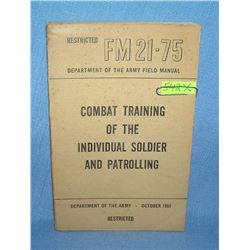 RESTRICTED FM 21-75
DEPARTMENT OF THE ARMY FIELD MANUAL
COMBAT TRAINING
OF THE
INDIVIDUAL SOLDIER
AND PATROLLING
DEPARTMENT OF THE ARMY · OCTOBER
RESTRICTED